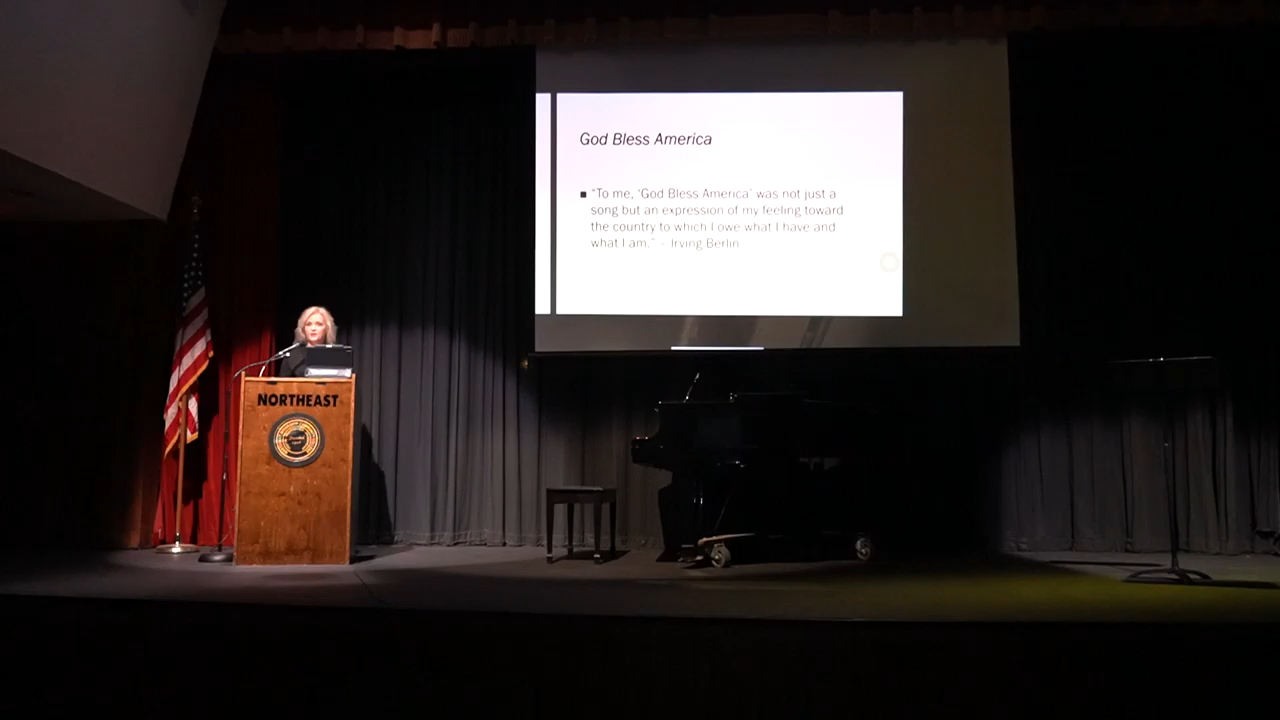 God Bless America
"To me, 'God Bless America' was not just a
song but an expression of my feeling toward
the country to which I owe what I have and
what I am." – Irving Berlin
NORTHEAST